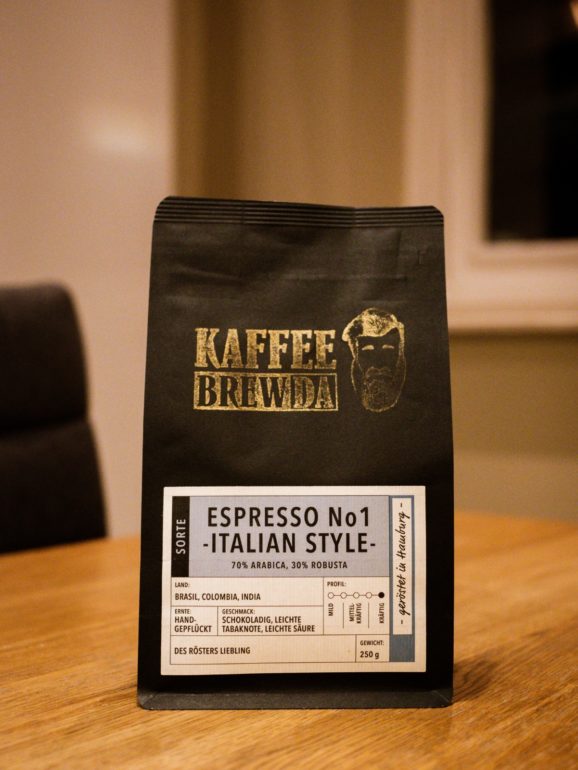 KAFFEE
BREWDA
SORTE
ESPRESSO No1
-ITALIAN STYLE-
70% ARABICA, 30% ROBUSTA
- geröstet in Hamburg -
LAND:
BRASIL, COLOMBIA, INDIA
PROFIL:
MILD
MITTEL-
KRÄFTIG
KRÄFTIG
ERNTE:
HAND-
GEPFLÜCKT
GESCHMACK:
SCHOKOLADIG, LEICHTE
TABAKNOTE, LEICHTE SÄURE
DES RÖSTERS LIEBLING
GEWICHT:
250 g